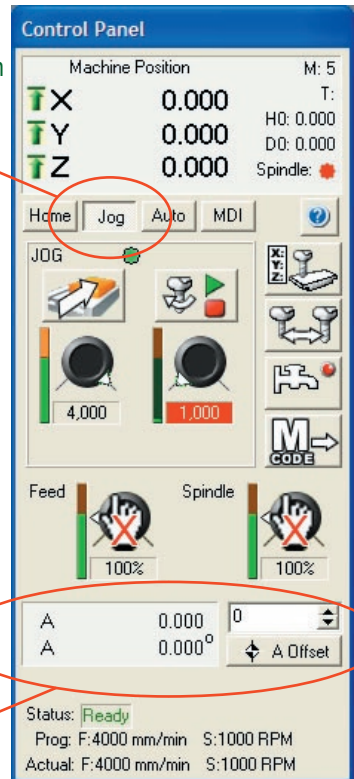 Control Panel
n
Machine Position M: 5
X 0.000 T:
Y 0.000 H0: 0.000
D0: 0.000
Z 0.000 Spindle:
Home Jog Auto MDI ?
JOG
X:
Y:
Z:
4,000 1,000
M
CODE
Feed Spindle
100% 100%
A 0.000 0
A 0.000° A Offset
Status: Ready
Prog: F:4000 mm/min S:1000 RPM
Actual: F:4000 mm/min S:1000 RPM